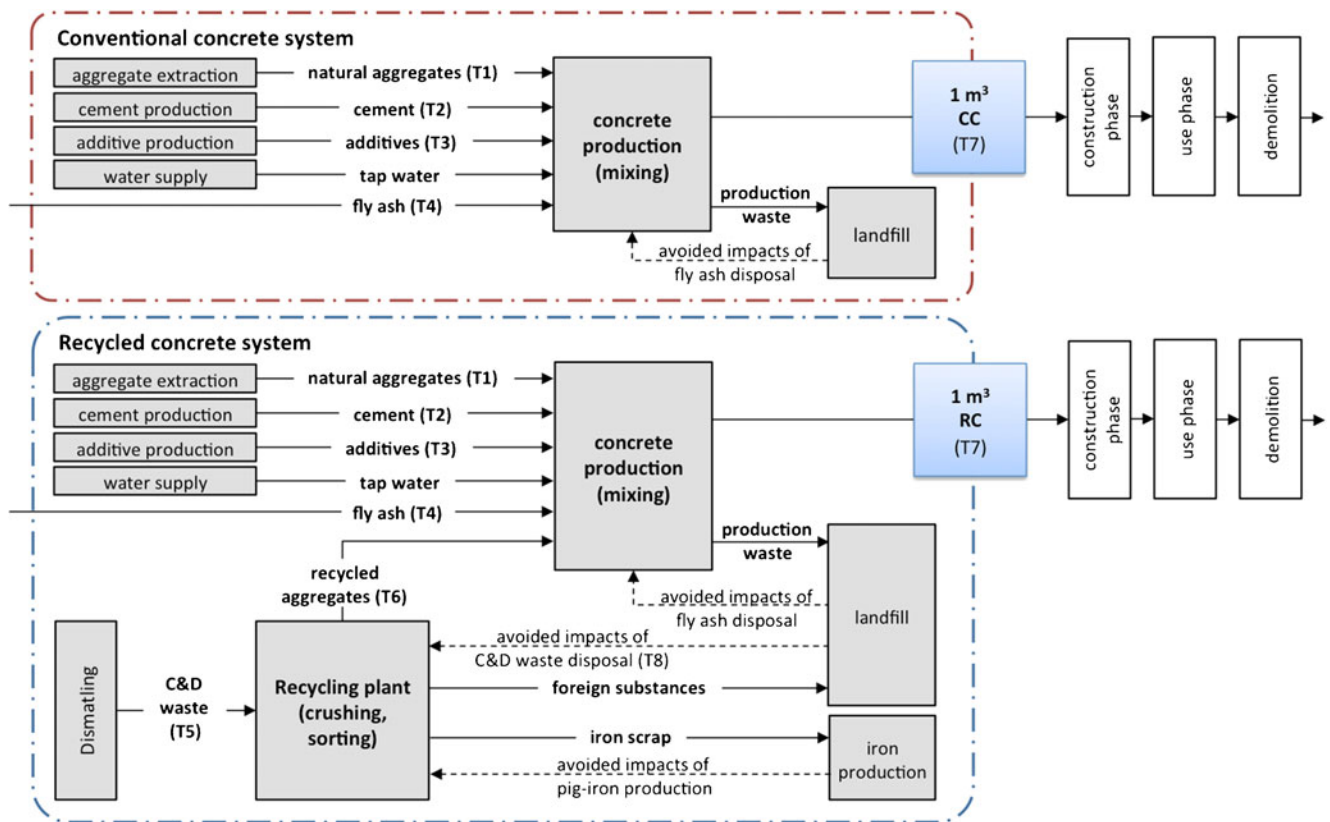 Conventional concrete system
aggregate extraction
natural aggregates (T1)
cement production
cement (T2)
additive production
additives (T3)
water supply
tap water
fly ash (T4)
concrete
production
(mixing)
production
waste
landfill
avoided impacts of
fly ash disposal
1 m³
CC
(T7)
construction
phase
use phase
demolition
Recycled concrete system
aggregate extraction
natural aggregates (T1)
cement production
cement (T2)
additive production
additives (T3)
water supply
tap water
fly ash (T4)
concrete
production
(mixing)
production
waste
1 m³
RC
(T7)
construction
phase
use phase
demolition
recycled
aggregates (T6)
avoided impacts of
fly ash disposal
landfill
avoided impacts of
C&D waste disposal (T8)
foreign substances
Dismatling
C&D
waste
(T5)
Recycling plant
(crushing,
sorting)
iron scrap
avoided impacts of
pig-iron production
iron
production